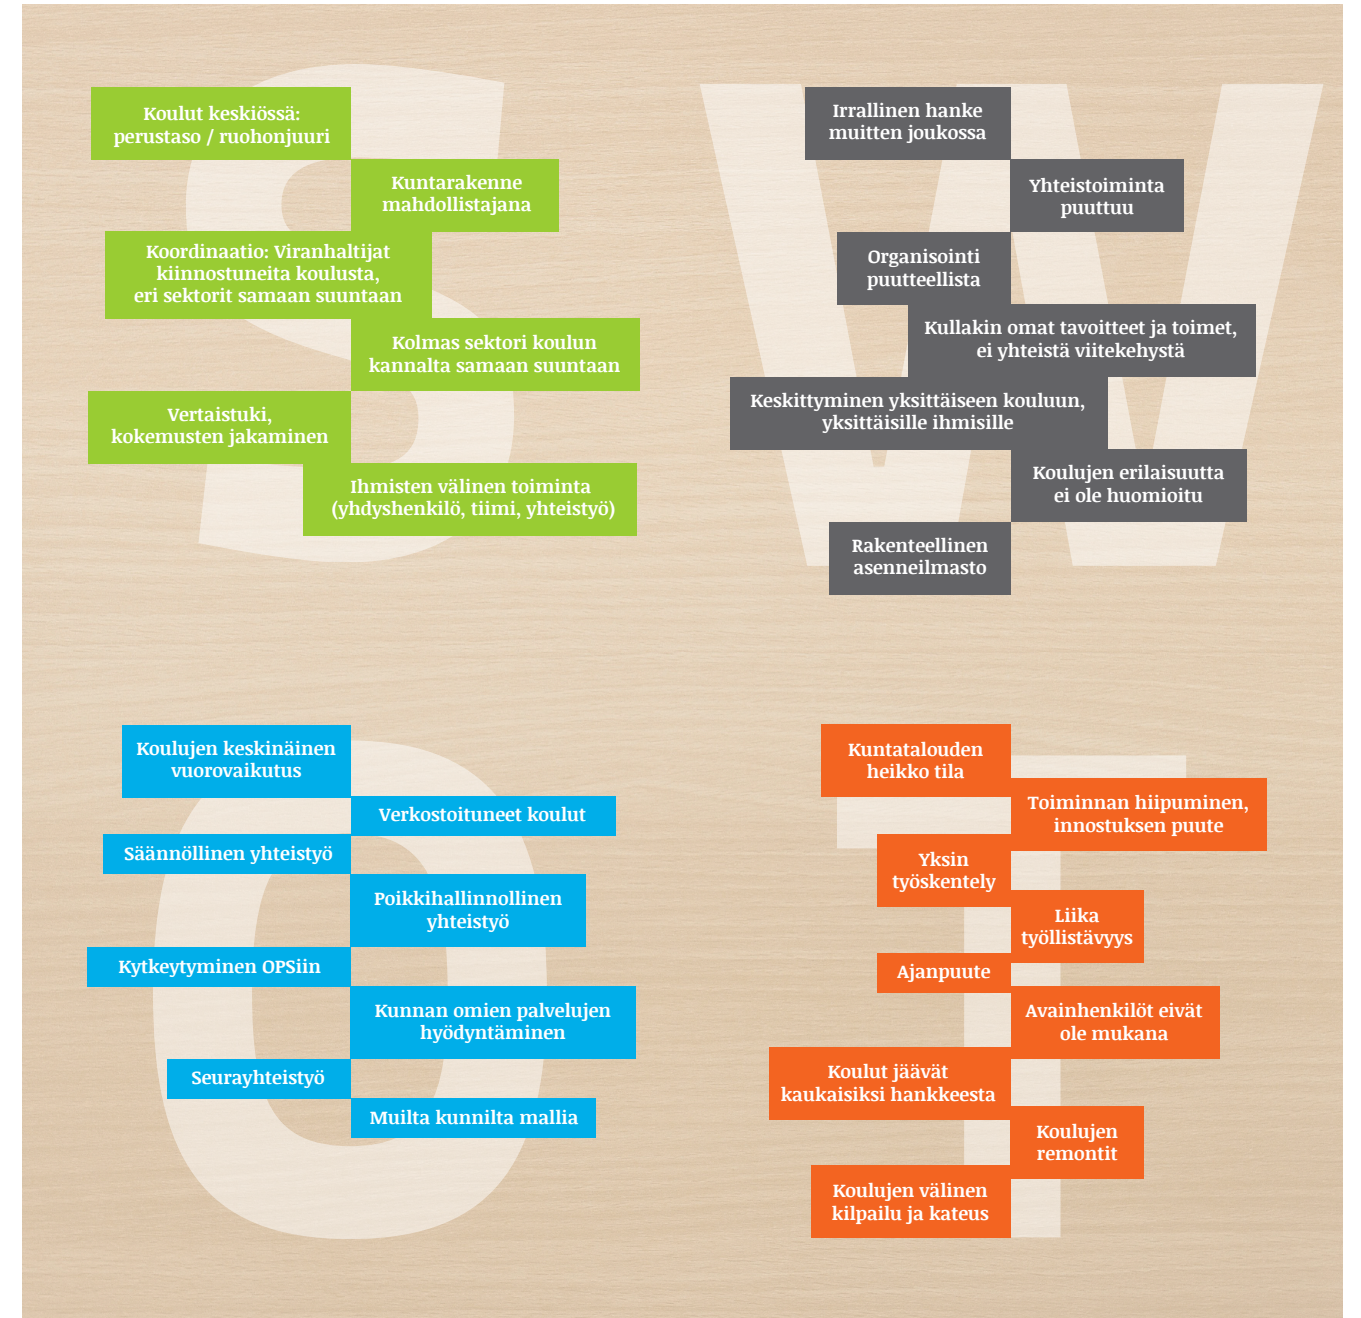 S
Koulut keskiössä:
perustaso / ruohonjuuri
Kuntarakenne
mahdollistajana
Koordinaatio: Viranhaltijat
kiinnostuneita koulusta,
eri sektorit samaan suuntaan
Kolmas sektori koulun
kannalta samaan suuntaan
Vertaistuki,
kokemusten jakaminen
Ihmisten välinen toiminta
(yhdyshenkilö, tiimi, yhteistyö)
W
Irrallinen hanke
muitten joukossa
Yhteistoiminta
puuttuu
Organisointi
puutteellista
Kullakin omat tavoitteet ja toimet,
ei yhteistä viitekehystä
Keskittyminen yksittäiseen kouluun,
yksittäisille ihmisille
Koulujen erilaisuutta
ei ole huomioitu
Rakenteellinen
asenneilmasto
O
Koulujen keskinäinen
vuorovaikutus
Verkostoituneet koulut
Säännöllinen yhteistyö
Poikkihallinnollinen
yhteistyö
Kytkeytyminen OPSiin
Kunnan omien palvelujen
hyödyntäminen
Seurayhteistyö
Muilta kunnilta mallia
T
Kuntatalouden
heikko tila
Toiminnan hiipuminen,
innostuksen puute
Yksin
työskentely
Liika
työllistävyys
Ajanpuute
Avainhenkilöt eivät
ole mukana
Koulut jäävät
kaukaisiksi hankkeesta
Koulujen
remontit
Koulujen välinen
kilpailu ja kateus